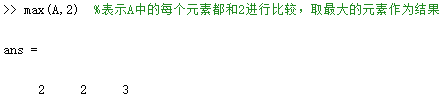 >> max(A,2)  %表示A中的每个元素都和2进行比较，取最大的元素作为结果
ans =
2     2     3